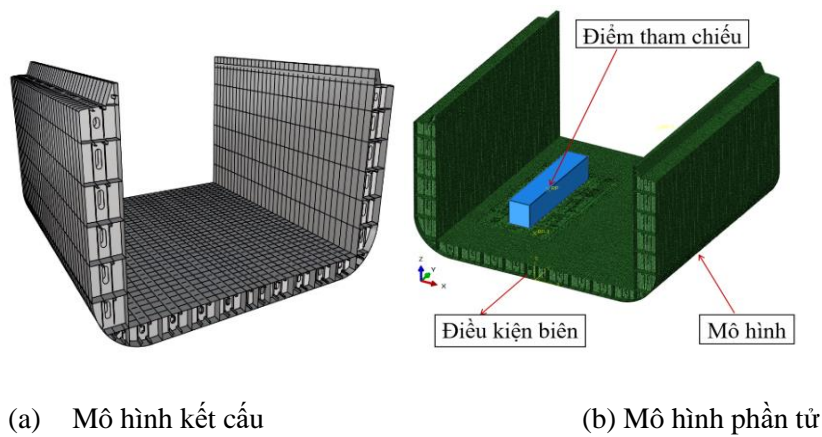 Điểm tham chiếu
z
Y
X
Điều kiện biên
Mô hình
(a) Mô hình kết cấu
(b) Mô hình phần tử